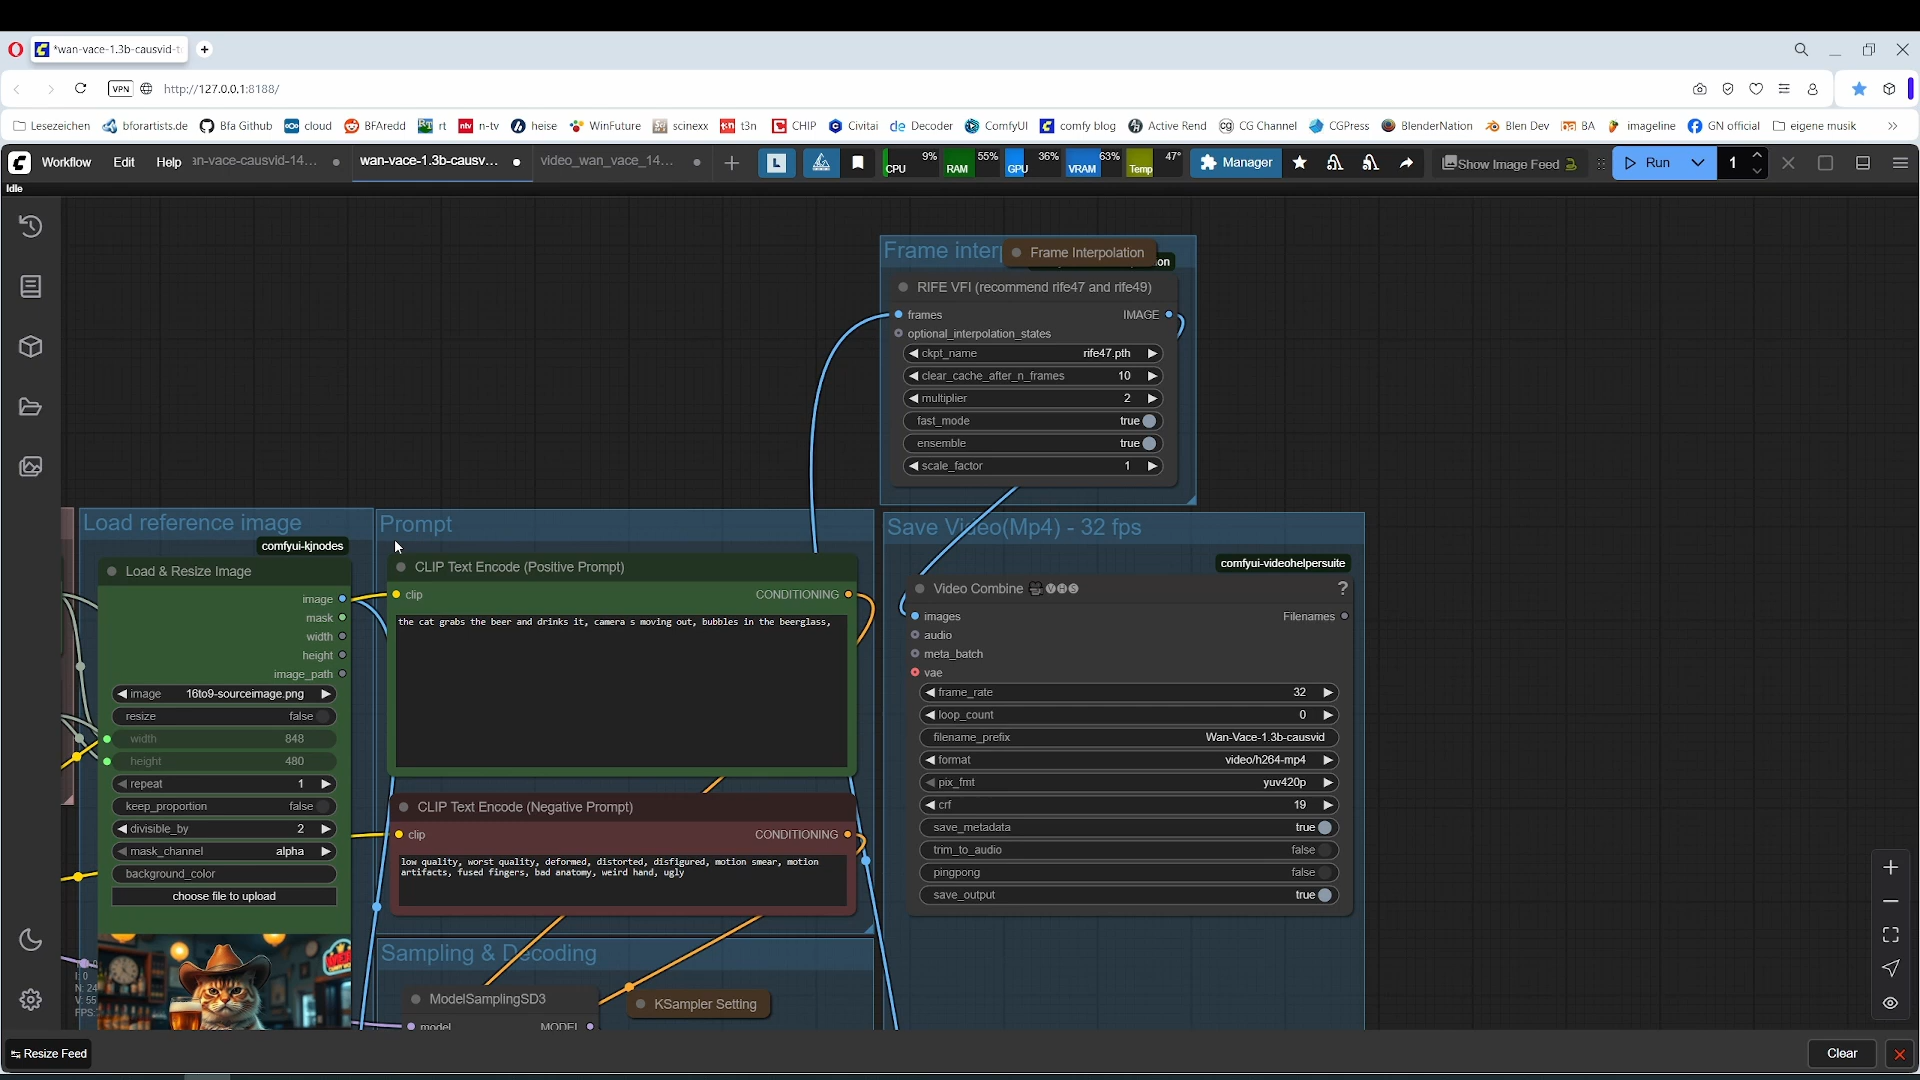 *wan-vace-1.3b-causvid-t
VPN
http://127.0.0.1:8188/
Lesezeichen
bforartists.de
Bfa Github
cloud
BFAredd
rt
n-tv
heise
WinFuture
scinexx
t3n
CHIP
Civitai
Decoder
ComfyUI
comfy blog
Active Rend
CG Channel
CGPress
BlenderNation
Blen Dev
BA
imageline
GN official
eigene musik
Workflow
Edit
Help
an-vace-causvid-14...
wan-vace-1.3b-causv...
video_wan_vace_14...
L
CPU 9%
RAM 55%
GPU 36%
VRAM 63%
Temp 47°
Manager
Show Image Feed
Run
1
Idle
Frame inter
Frame Interpolation
on
RIFE VFI (recommend rife47 and rife49)
frames IMAGE
optional_interpolation_states
ckpt_name rife47.pth
clear_cache_after_n_frames 10
multiplier 2
fast_mode true
ensemble true
scale_factor 1
Load reference image
comfyui-kjnodes
Load & Resize Image
image
mask
width
height
image_path
image 16to9-sourceimage.png
resize false
width 848
height 480
repeat 1
keep_proportion false
divisible_by 2
mask_channel alpha
background_color
choose file to upload
Prompt
CLIP Text Encode (Positive Prompt)
clip CONDITIONING
the cat grabs the beer and drinks it, camera s moving out, bubbles in the beerglass,
CLIP Text Encode (Negative Prompt)
clip CONDITIONING
low quality, worst quality, deformed, distorted, disfigured, motion smear, motion
artifacts, fused fingers, bad anatomy, weird hand, ugly
Sampling & Decoding
ModelSamplingSD3
KSampler Setting
model MODEL
Save Video(Mp4) - 32 fps
comfyui-videohelpersuite
Video Combine VHS
?
images Filenames
audio
meta_batch
vae
frame_rate 32
loop_count 0
filename_prefix Wan-Vace-1.3b-causvid
format video/h264-mp4
pix_fmt yuv420p
crf 19
save_metadata true
trim_to_audio false
pingpong false
save_output true
I: 0
N: 24
V: 55
FPS:
Resize Feed
Clear